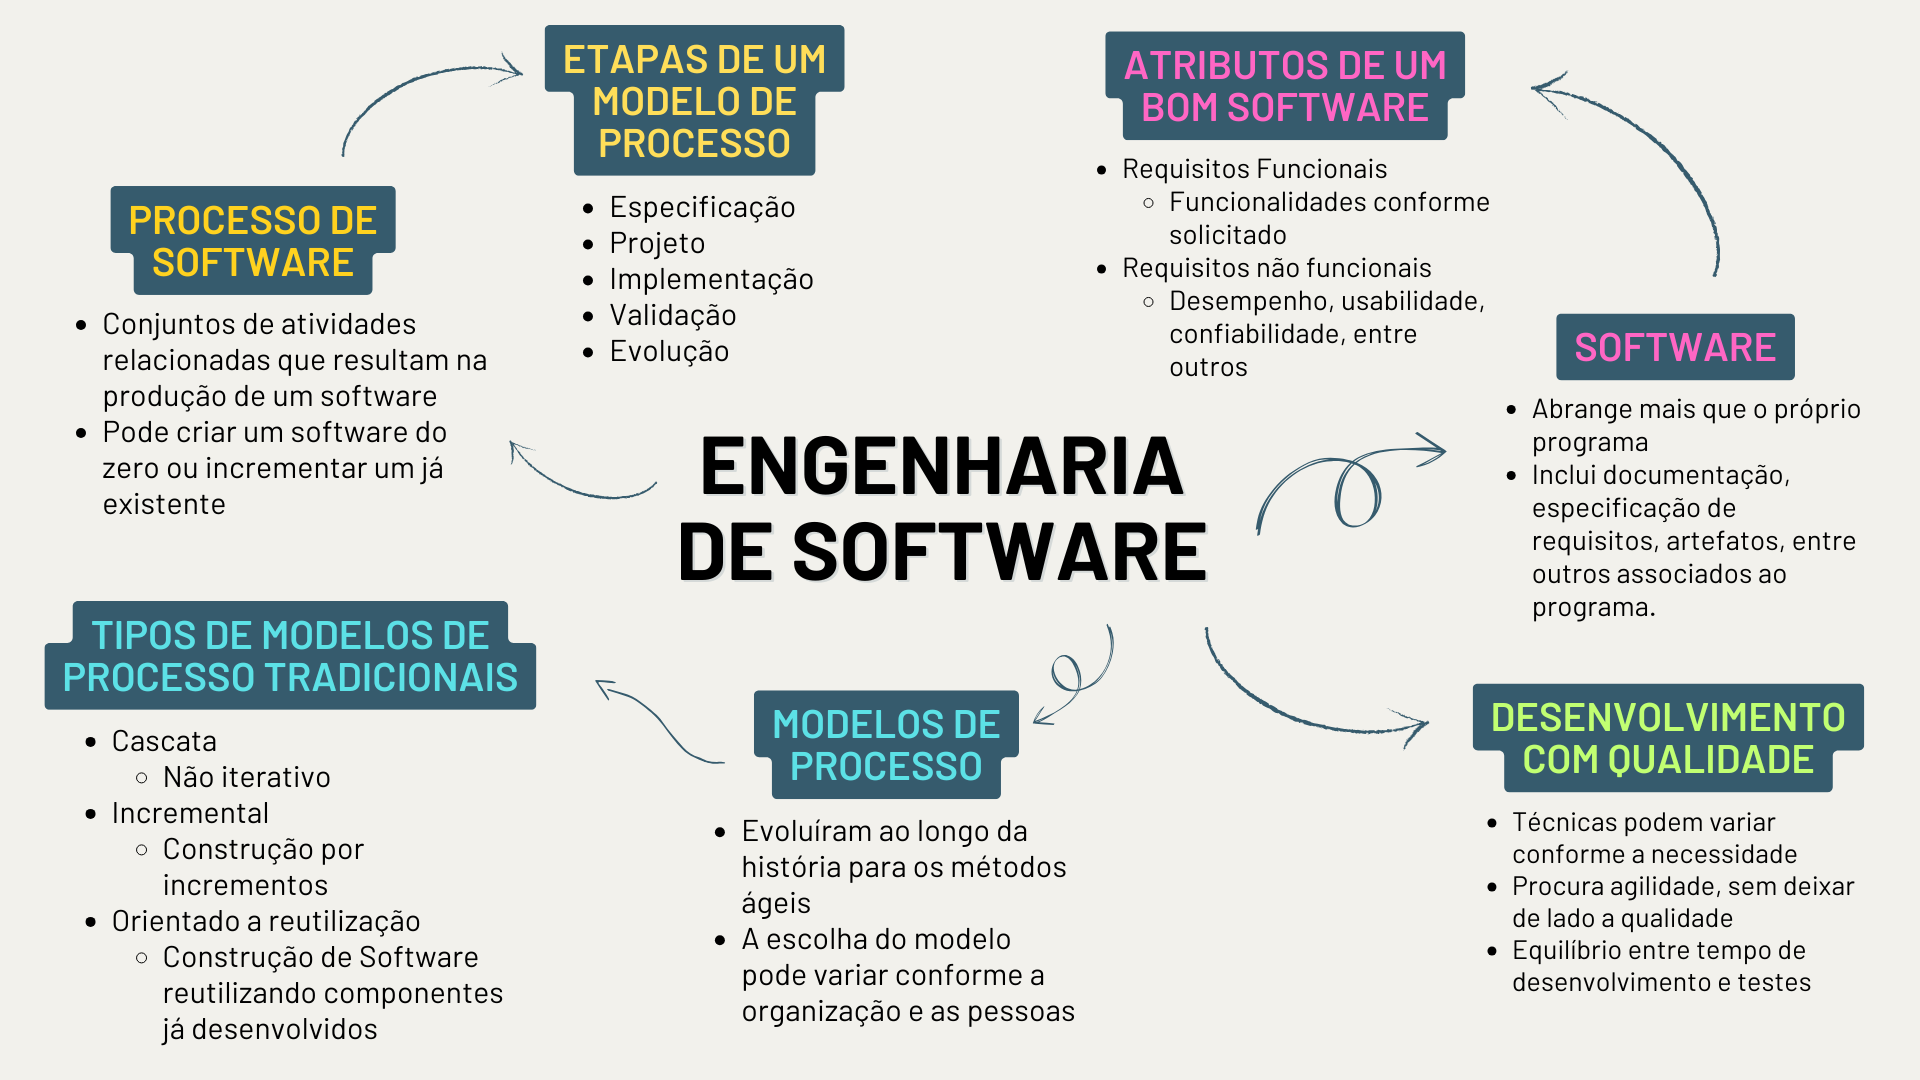 ETAPAS DE UM
MODELO DE
PROCESSO
• Especificação
• Projeto
• Implementação
• Validação
• Evolução
ATRIBUTOS DE UM
BOM SOFTWARE
• Requisitos Funcionais
○ Funcionalidades conforme
solicitado
• Requisitos não funcionais
○ Desempenho, usabilidade,
confiabilidade, entre
outros
PROCESSO DE
SOFTWARE
• Conjuntos de atividades
relacionadas que resultam na
produção de um software
• Pode criar um software do
zero ou incrementar um já
existente
SOFTWARE
• Abrange mais que o próprio
programa
• Inclui documentação,
especificação de
requisitos, artefatos, entre
outros associados ao
programa.
ENGENHARIA
DE SOFTWARE
TIPOS DE MODELOS DE
PROCESSO TRADICIONAIS
• Cascata
○ Não iterativo
• Incremental
○ Construção por
incrementos
• Orientado a reutilização
○ Construção de Software
reutilizando componentes
já desenvolvidos
MODELOS DE
PROCESSO
• Evoluíram ao longo da
história para os métodos
ágeis
• A escolha do modelo
pode variar conforme a
organização e as pessoas
DESENVOLVIMENTO
COM QUALIDADE
• Técnicas podem variar
conforme a necessidade
• Procura agilidade, sem deixar
de lado a qualidade
• Equilíbrio entre tempo de
desenvolvimento e testes